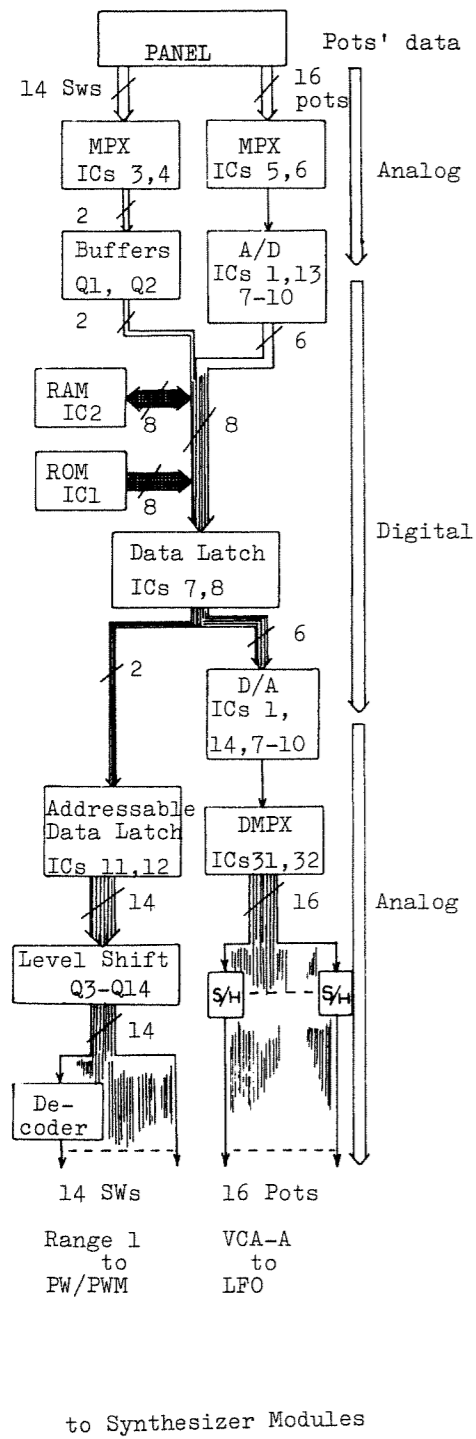 PANEL
Pots' data
14 Sws
16
pots
MPX
ICs 3,4
MPX
ICs 5,6
Analog
2
Buffers
Q1, Q2
A/D
ICs 1,13
7-10
2
6
RAM
IC2
8
8
ROM
IC1
8
Digital
Data Latch
ICs 7,8
2
6
D/A
ICs 1,
14,7-10
Addressable
Data Latch
ICs 11,12
DMPX
ICs31,32
14
16
Analog
Level Shift
Q3-Q14
S/H
S/H
14
De-
coder
14 SWs
16 Pots
Range 1
to
PW/PWM
VCA-A
to
LFO
to Synthesizer Modules